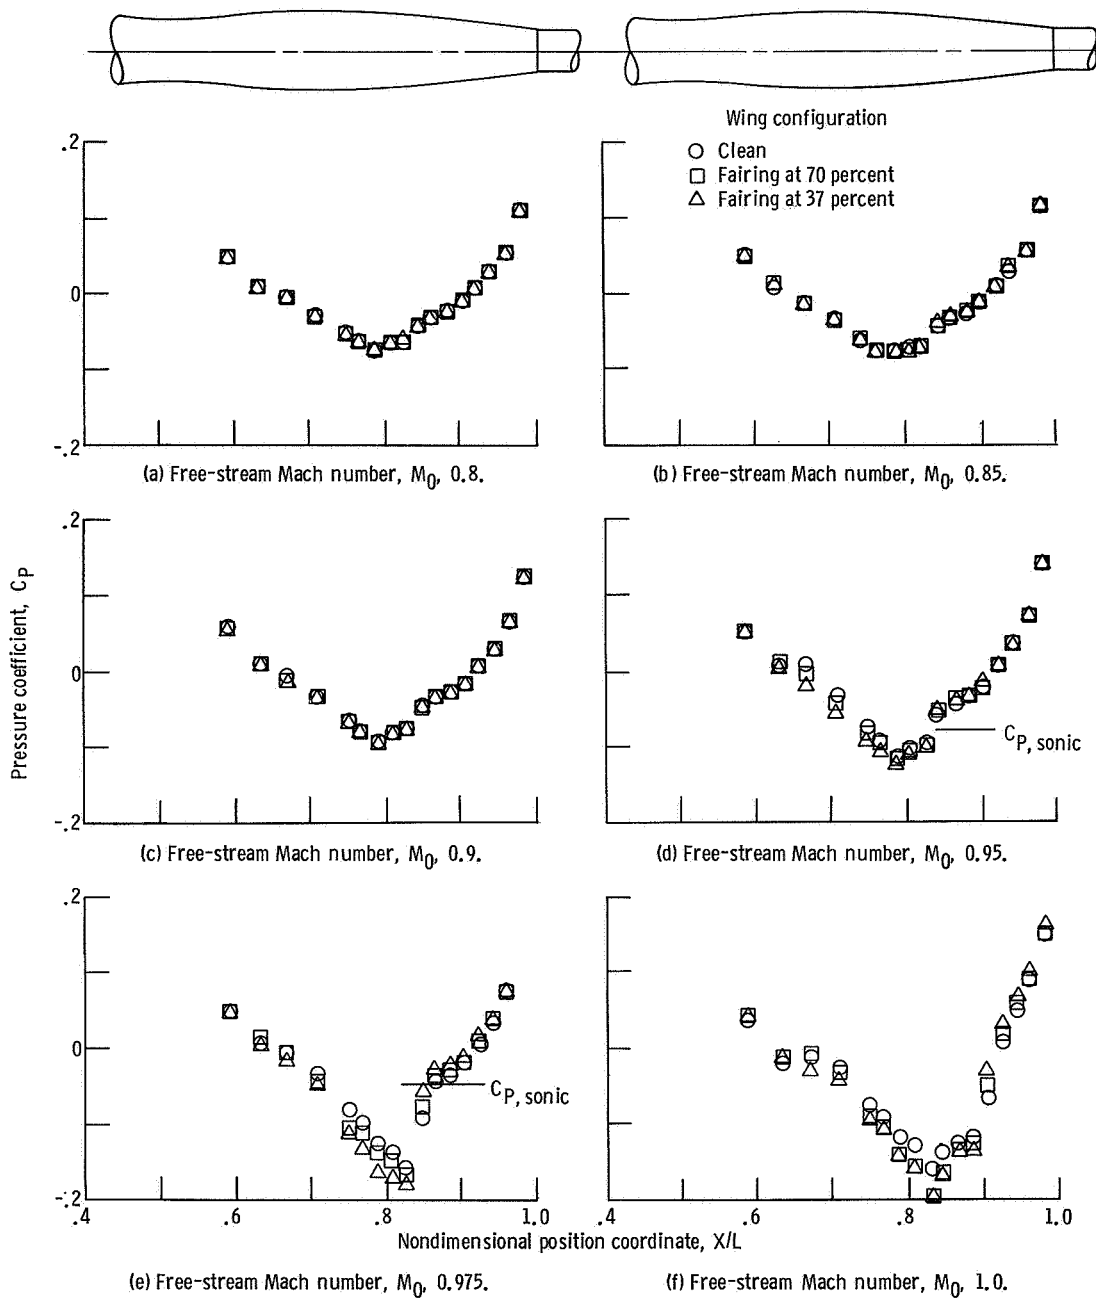 Wing configuration
Clean
Fairing at 70 percent
Fairing at 37 percent
.2
0
-.2
(a) Free-stream Mach number, M0, 0.8.
(b) Free-stream Mach number, M0, 0.85.
Pressure coefficient, CP
.2
0
-.2
CP, sonic
(c) Free-stream Mach number, M0, 0.9.
(d) Free-stream Mach number, M0, 0.95.
.2
0
-.2
CP, sonic
.4 .6 .8 1.0
.4 .6 .8 1.0
Nondimensional position coordinate, X/L
(e) Free-stream Mach number, M0, 0.975.
(f) Free-stream Mach number, M0, 1.0.